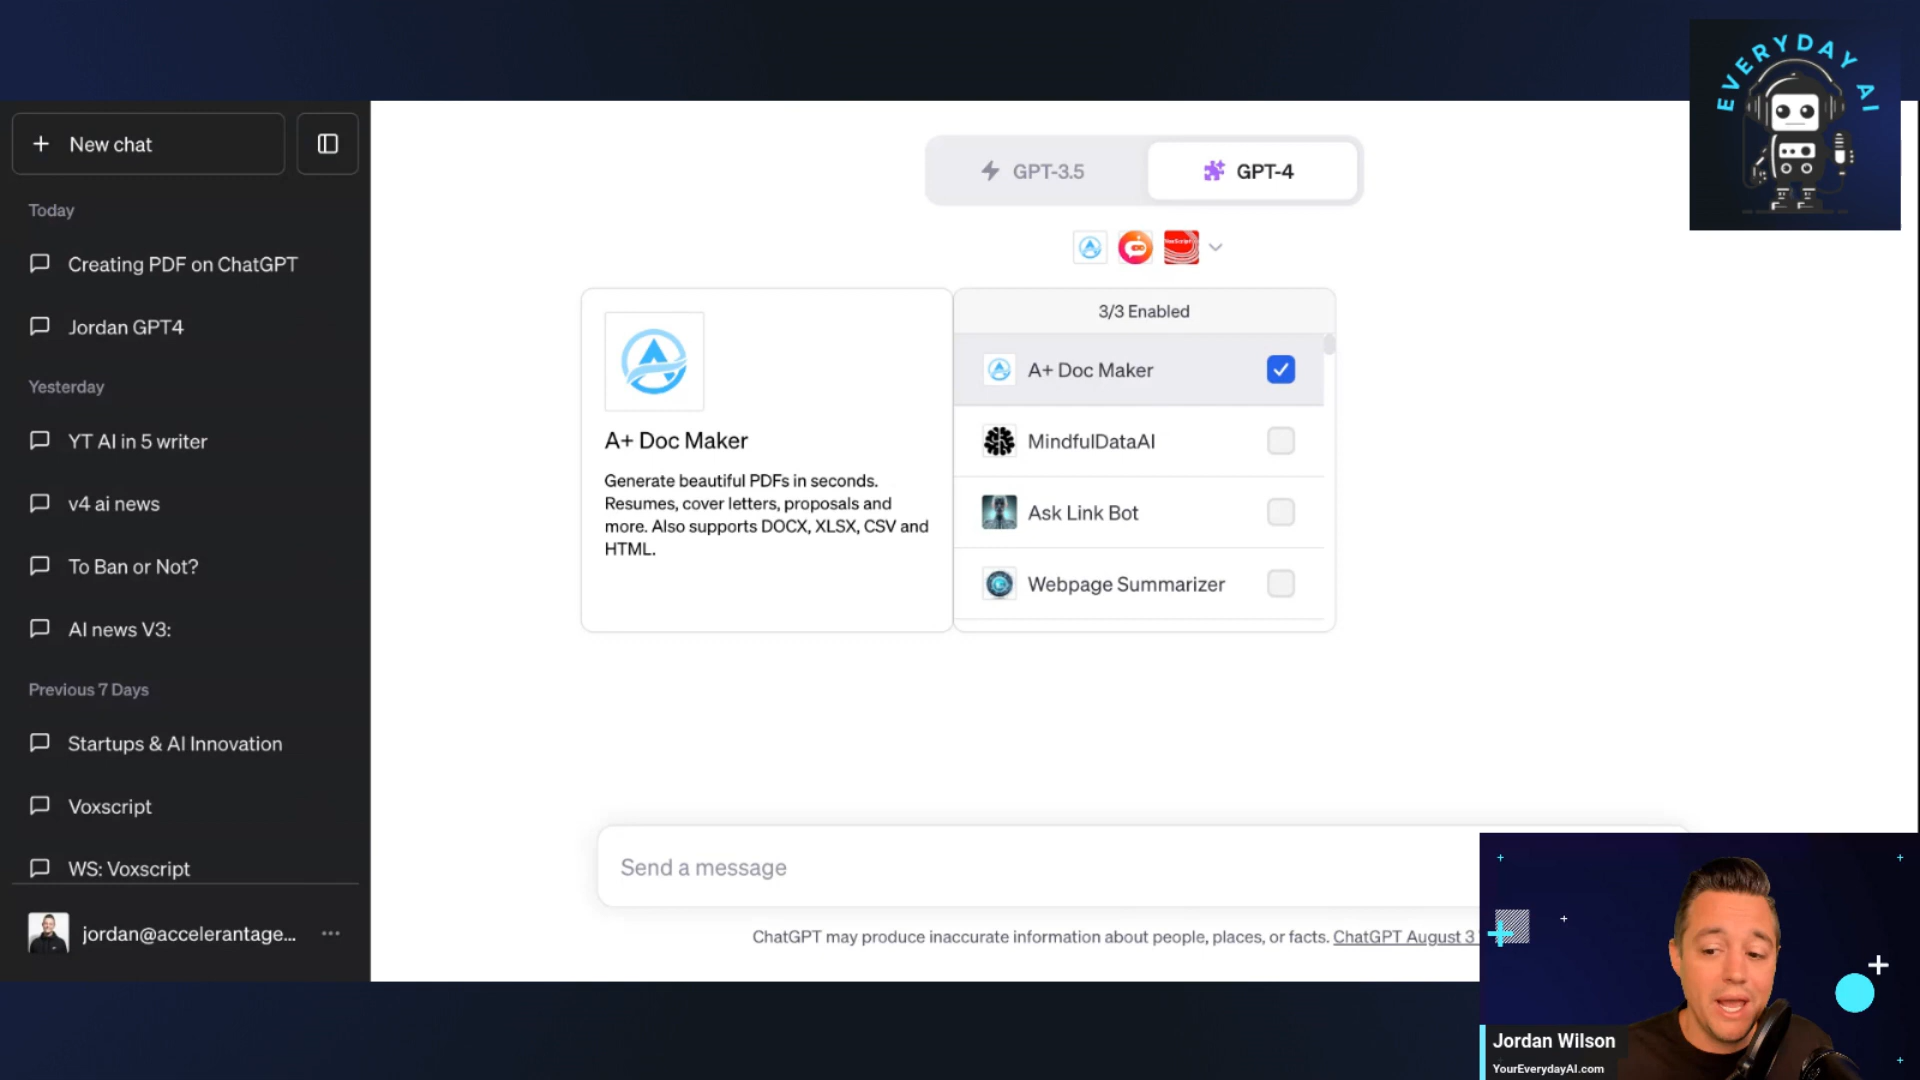 EVERYDAY AI
New chat
Today
Creating PDF on ChatGPT
Jordan GPT4
Yesterday
YT AI in 5 writer
v4 ai news
To Ban or Not?
AI news V3:
Previous 7 Days
Startups & AI Innovation
Voxscript
WS: Voxscript
jordan@accelerantage...
GPT-3.5
GPT-4
3/3 Enabled
A+ Doc Maker
MindfulDataAI
Ask Link Bot
Webpage Summarizer
A+ Doc Maker
Generate beautiful PDFs in seconds.
Resumes, cover letters, proposals and
more. Also supports DOCX, XLSX, CSV and
HTML.
Send a message
ChatGPT may produce inaccurate information about people, places, or facts. ChatGPT August 3
Jordan Wilson
YourEverydayAI.com